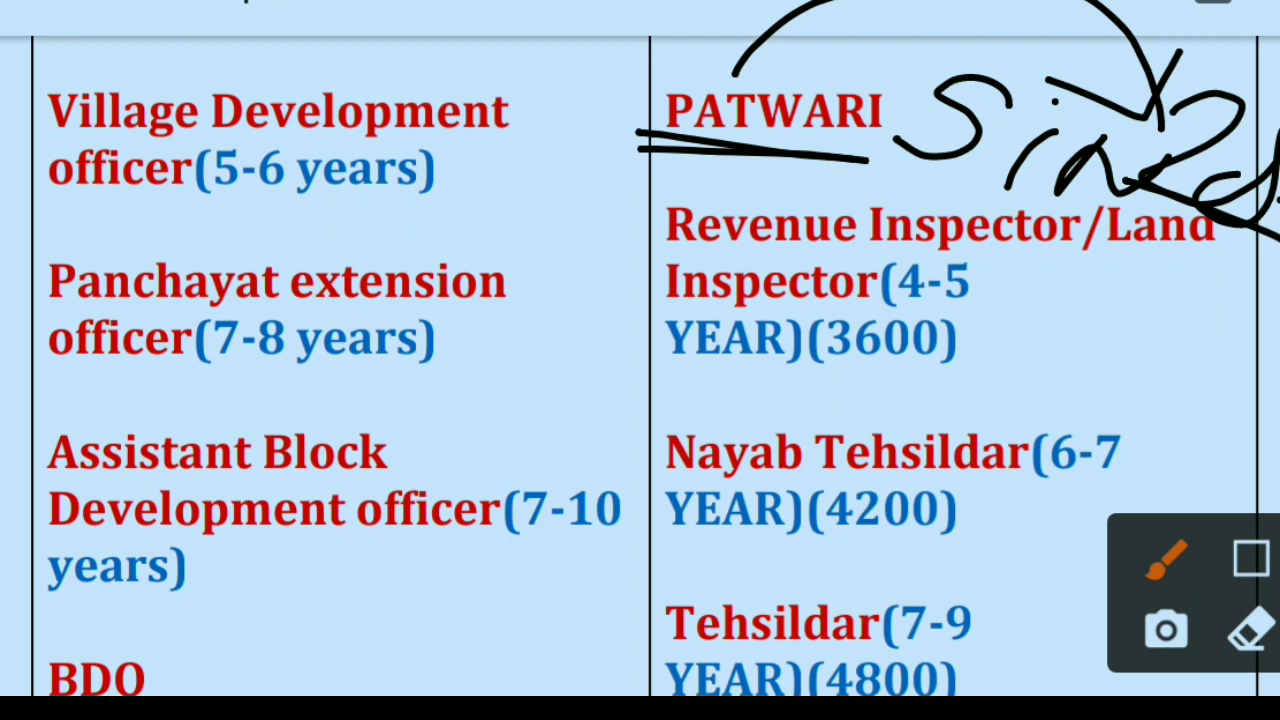 Village Development
officer(5-6 years)
Panchayat extension
officer(7-8 years)
Assistant Block
Development officer(7-10
years)
BDO
PATWARI
Revenue Inspector/Land
Inspector(4-5
YEAR)(3600)
Nayab Tehsildar(6-7
YEAR)(4200)
Tehsildar(7-9
YEAR)(4800)